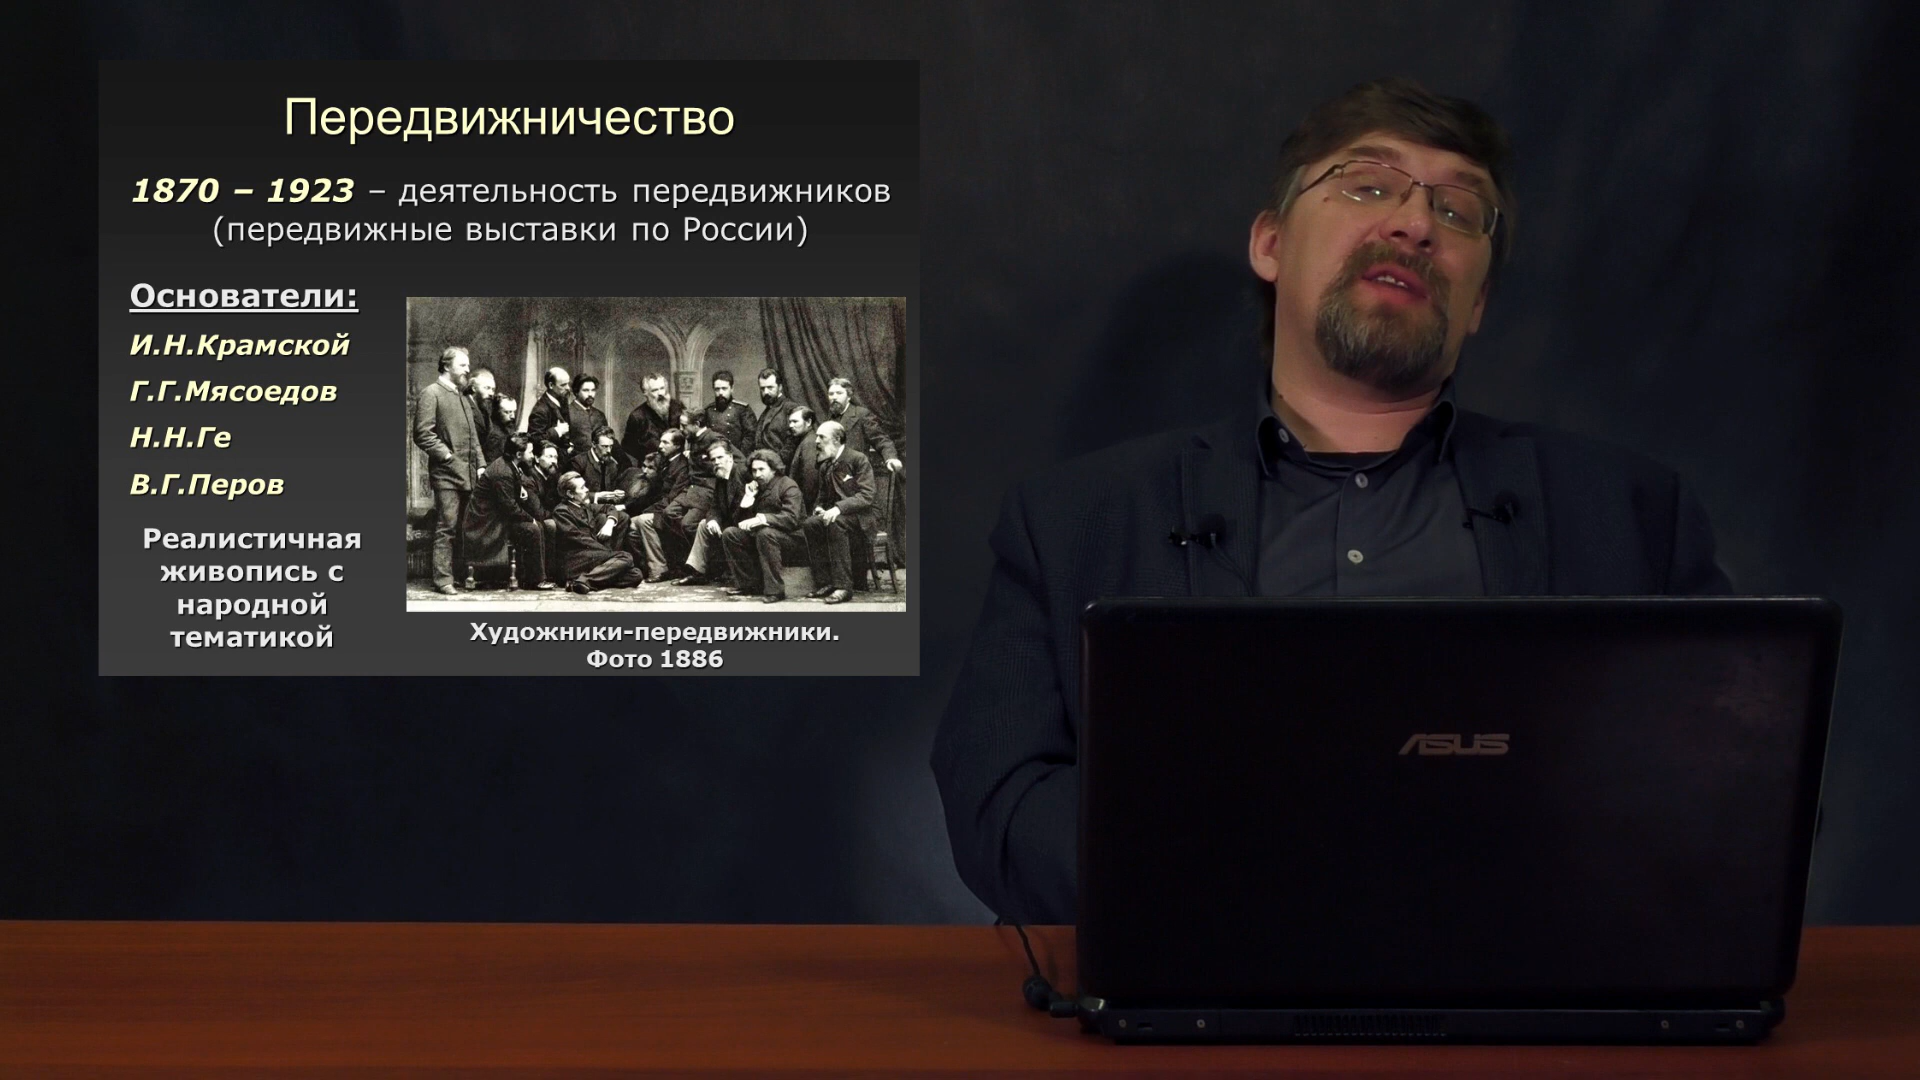 Передвижничество
1870 – 1923 – деятельность передвижников
(передвижные выставки по России)
Основатели:
И.Н.Крамской
Г.Г.Мясоедов
Н.Н.Ге
В.Г.Перов
Реалистичная
живопись с
народной
тематикой
Художники-передвижники.
Фото 1886
ASUS